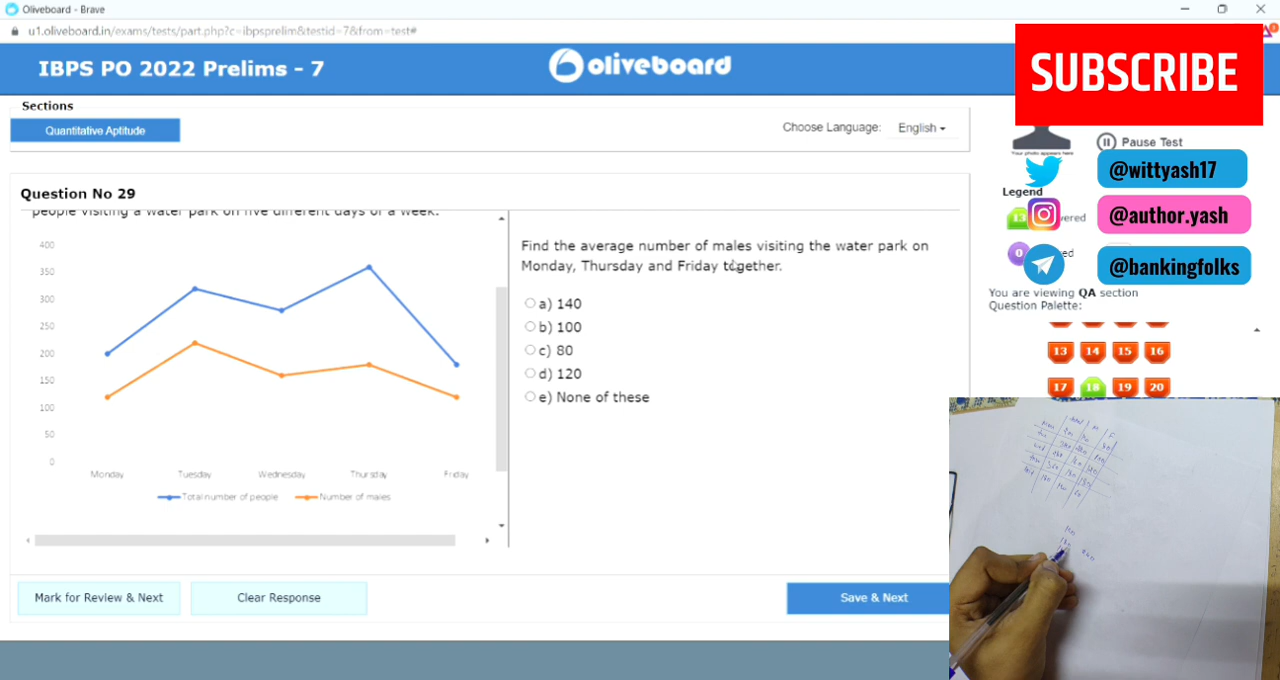 Oliveboard - Brave
u1.oliveboard.in/exams/tests/part.php?c=ibpsprelim&testid=7&from=test#
IBPS PO 2022 Prelims - 7
oliveboard
SUBSCRIBE
Sections
Quantitative Aptitude
Choose Language:
English
Your photo appears here
Pause Test
@wittyash17
Legend
13
@author.yash
0
@bankingfolks
You are viewing QA section
Question Palette:
13 14 15 16
17 18 19 20
Question No 29
people visiting a water park on five different days of a week.
400
350
300
250
200
150
100
50
0
Monday Tuesday Wednesday Thursday Friday
Total number of people Number of males
Find the average number of males visiting the water park on
Monday, Thursday and Friday together.
a) 140
b) 100
c) 80
d) 120
e) None of these
Mark for Review & Next
Clear Response
Save & Next